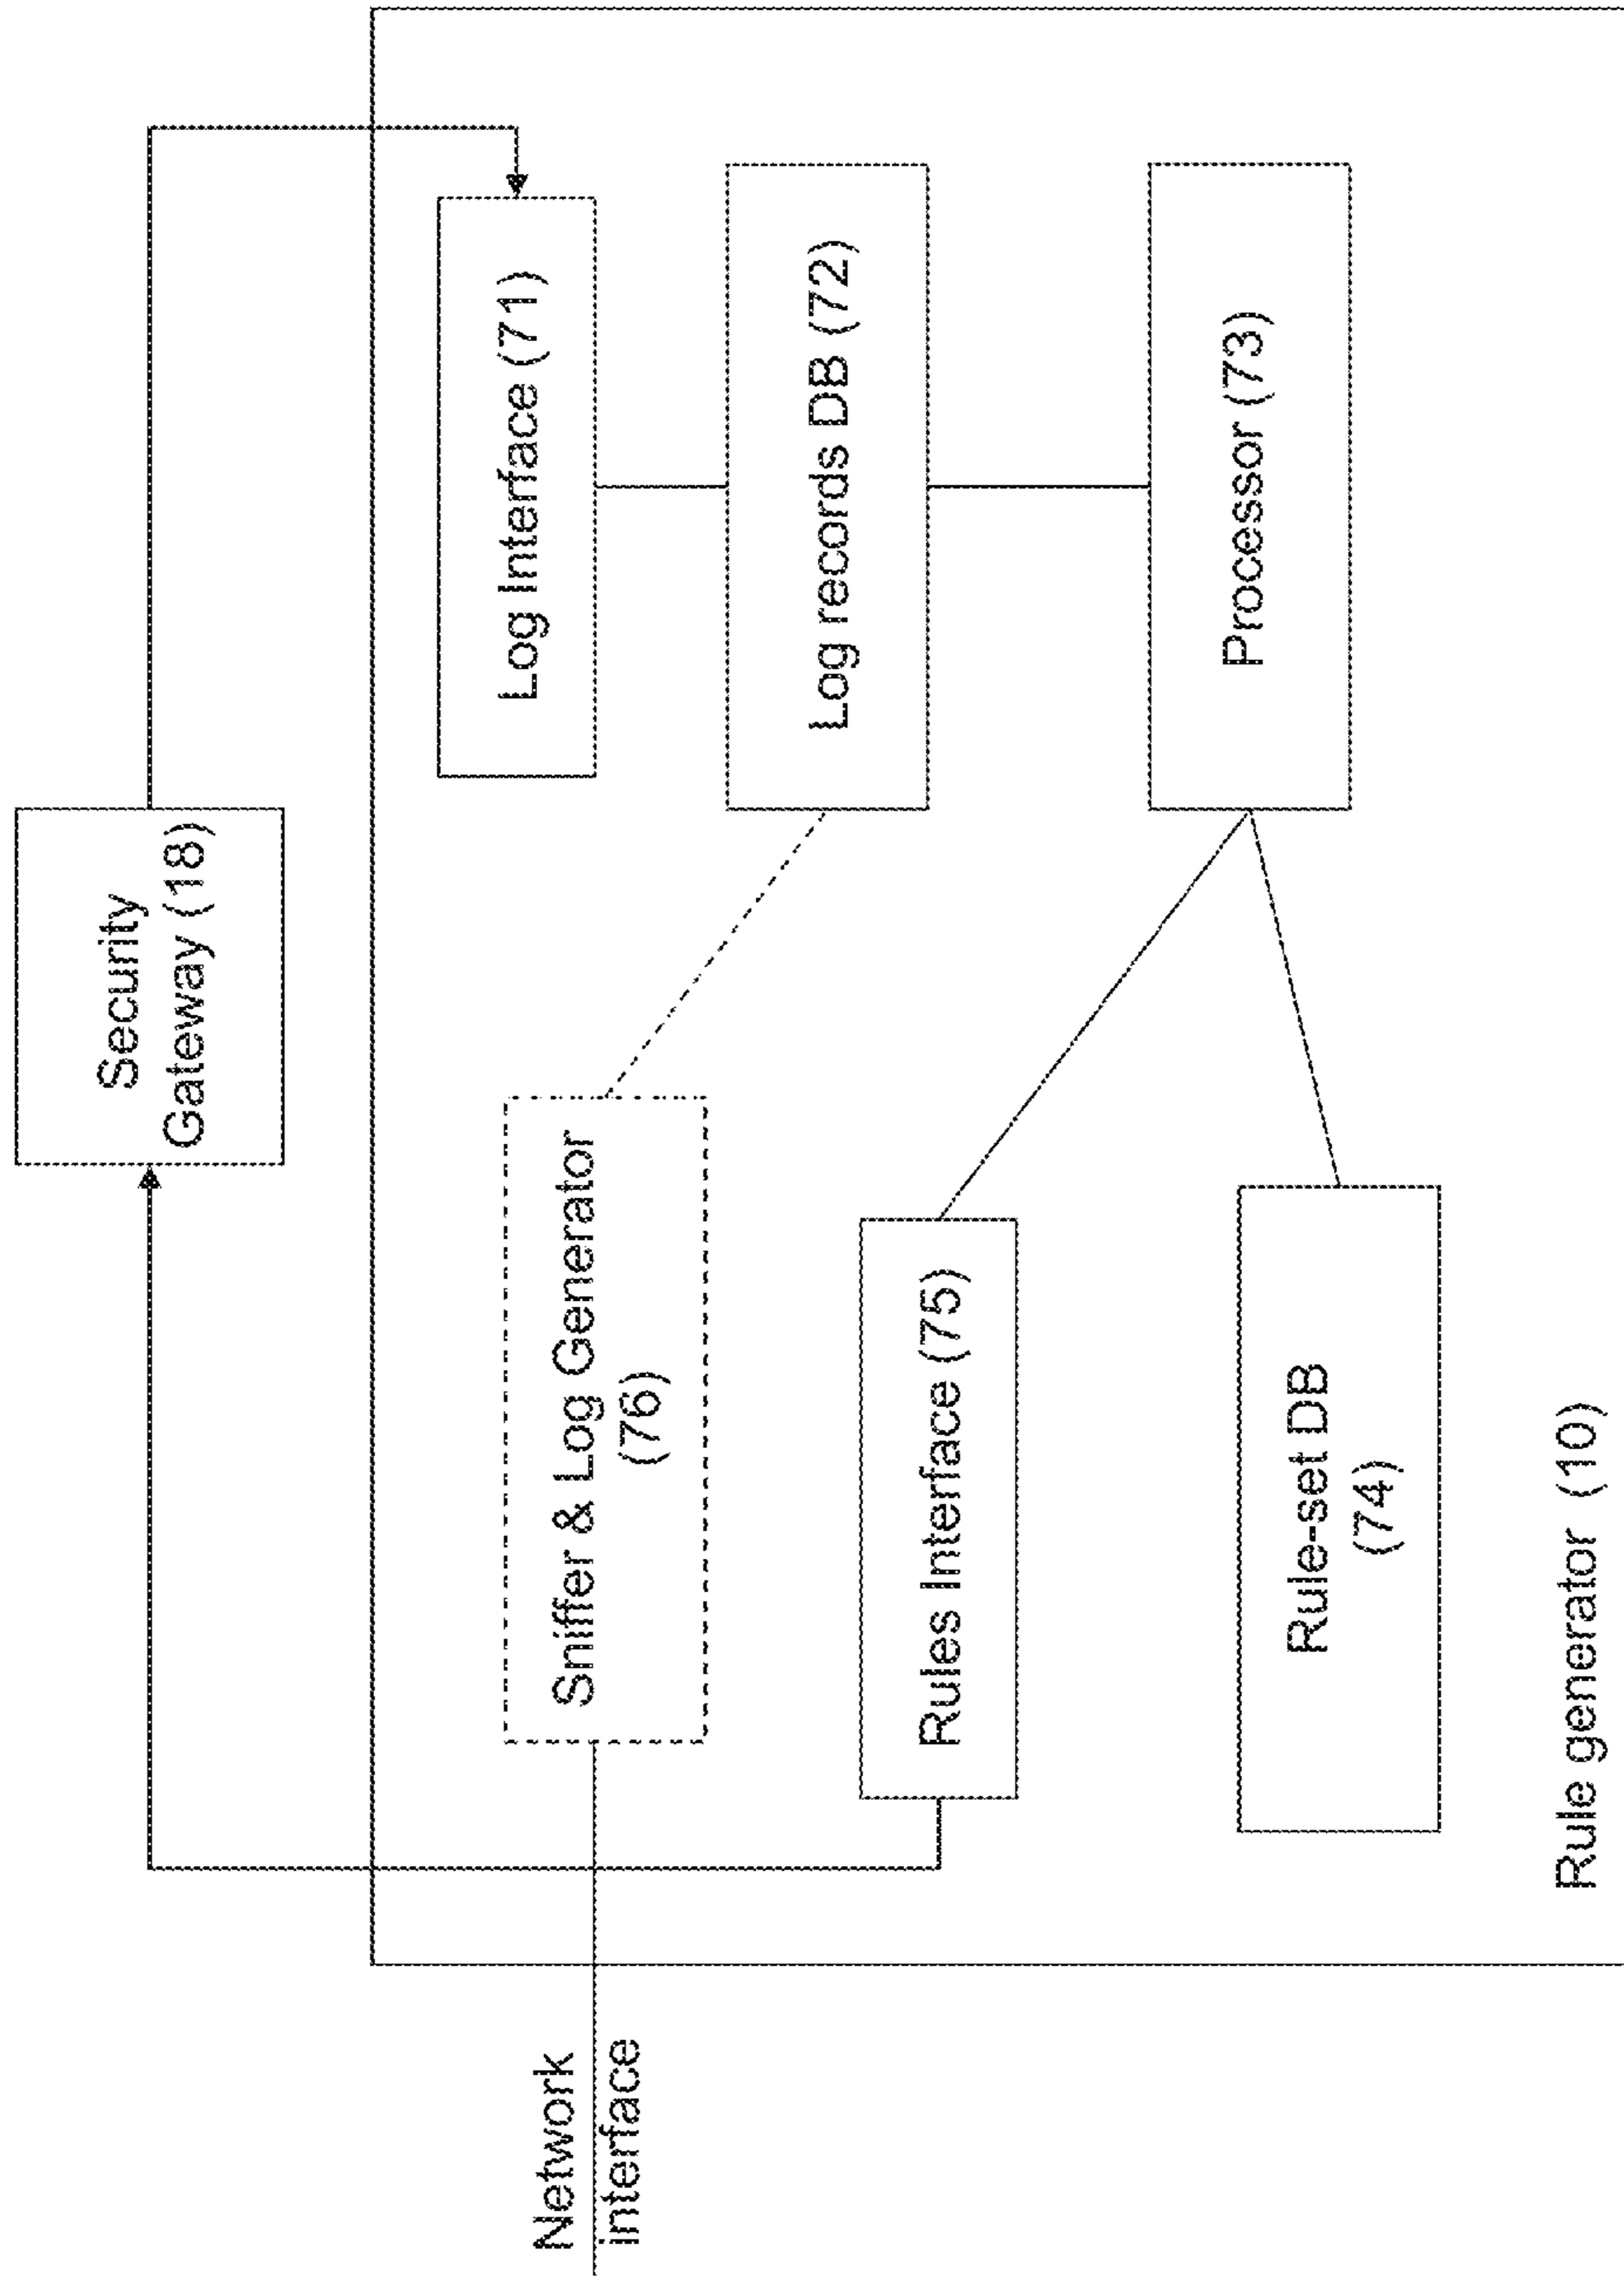 Security
Gateway (18)
Log Interface (71)
Sniffer & Log Generator
(76)
Network
interface
Log records DB (72)
Rules Interface (75)
Processor (73)
Rule-set DB
(74)
Rule generator (10)